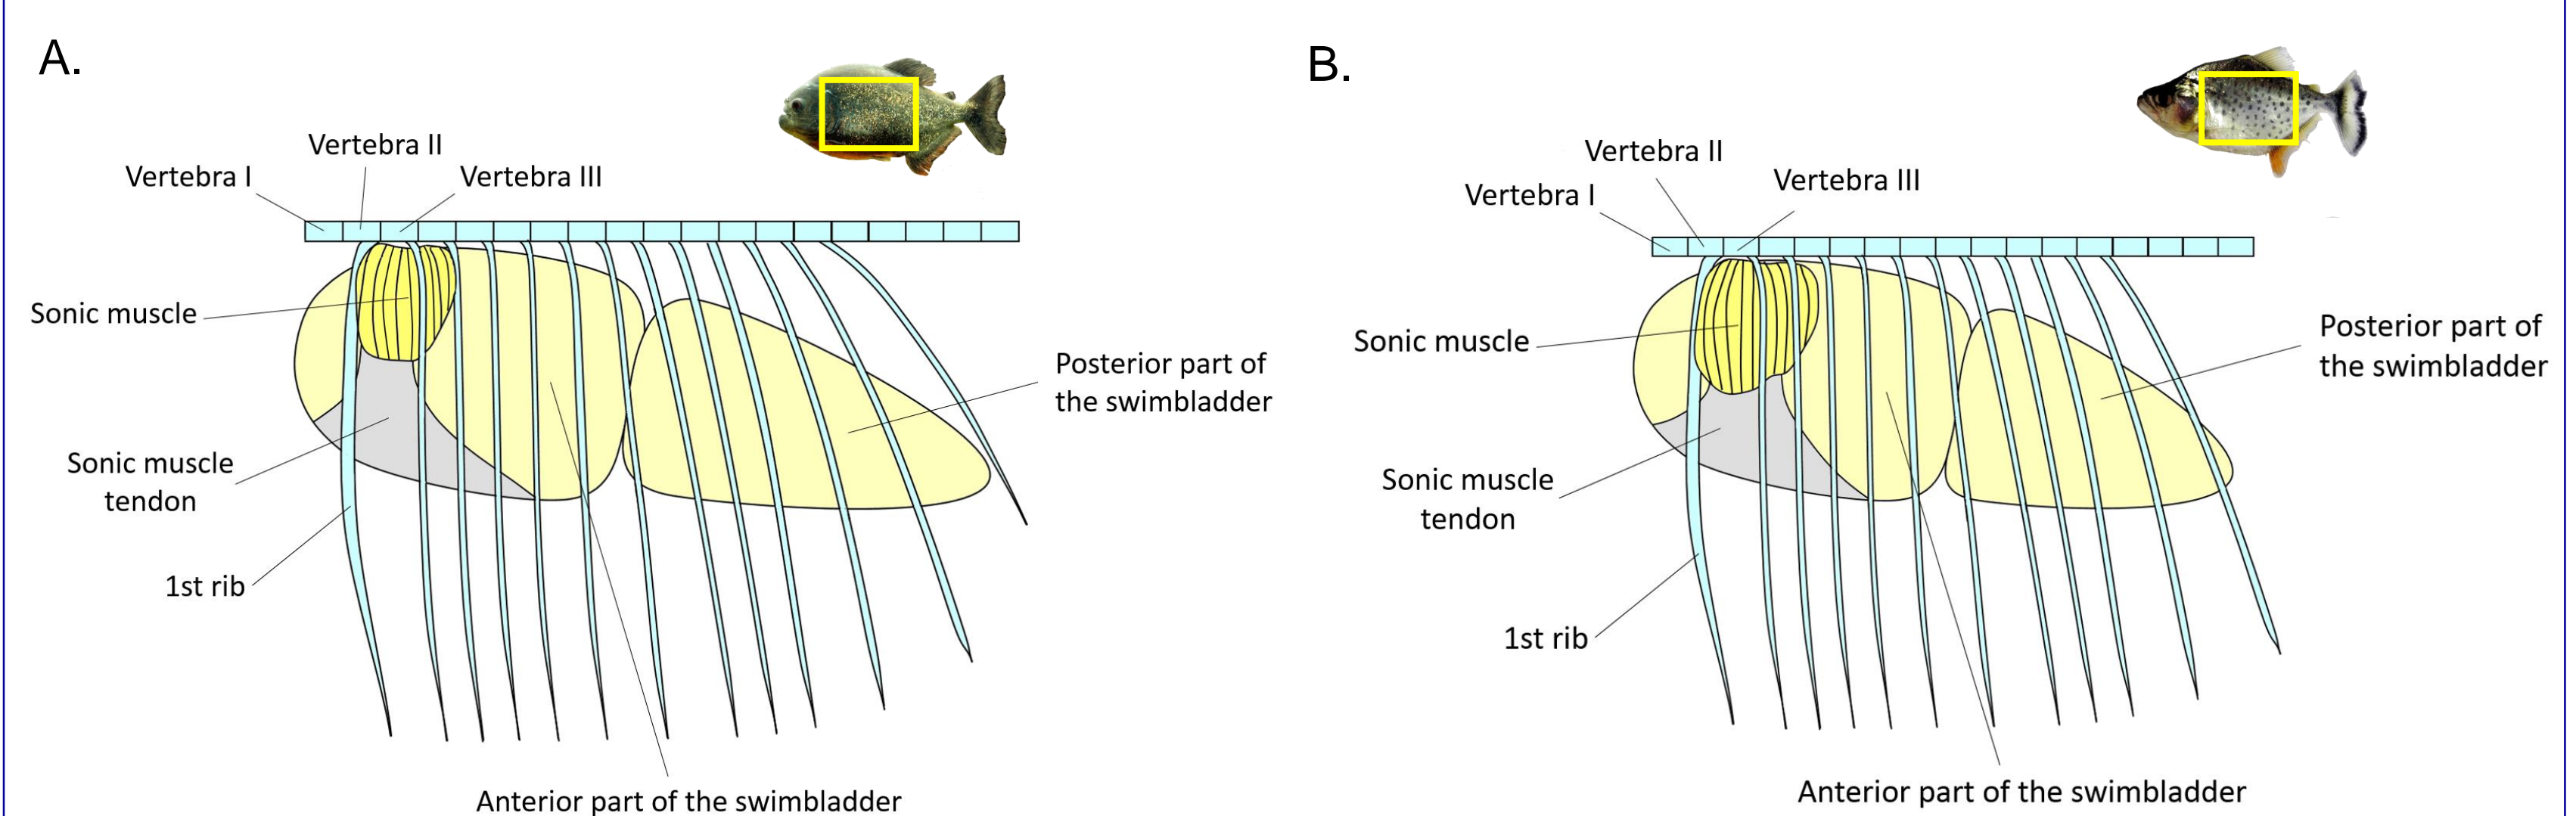 A.
Vertebra II
Vertebra I
Vertebra III
Sonic muscle
Posterior part of
the swimbladder
Sonic muscle
tendon
1st rib
Anterior part of the swimbladder
B.
Vertebra II
Vertebra III
Vertebra I
Posterior part of
the swimbladder
Sonic muscle
Sonic muscle
tendon
1st rib
Anterior part of the swimbladder